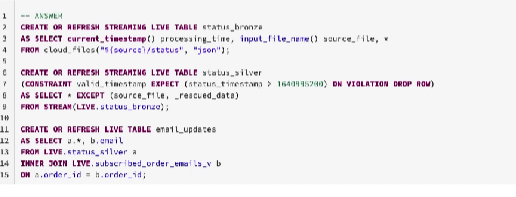 1 -- ANSWER
2 CREATE OR REFRESH STREAMING LIVE TABLE status_bronze
3 AS SELECT current_timestamp() processing_time, input_file_name() source_file, *
4 FROM cloud_files("${source}/status", "json");
5
6 CREATE OR REFRESH STREAMING LIVE TABLE status_silver
7 (CONSTRAINT valid_timestamp EXPECT (status_timestamp > 1640995200) ON VIOLATION DROP ROW)
8 AS SELECT * EXCEPT (source_file, _rescued_data)
9 FROM STREAM(LIVE.status_bronze);
10
11 CREATE OR REFRESH LIVE TABLE email_updates
12 AS SELECT a.*, b.email
13 FROM LIVE.status_silver a
14 INNER JOIN LIVE.subscribed_order_emails_v b
15 ON a.order_id = b.order_id;